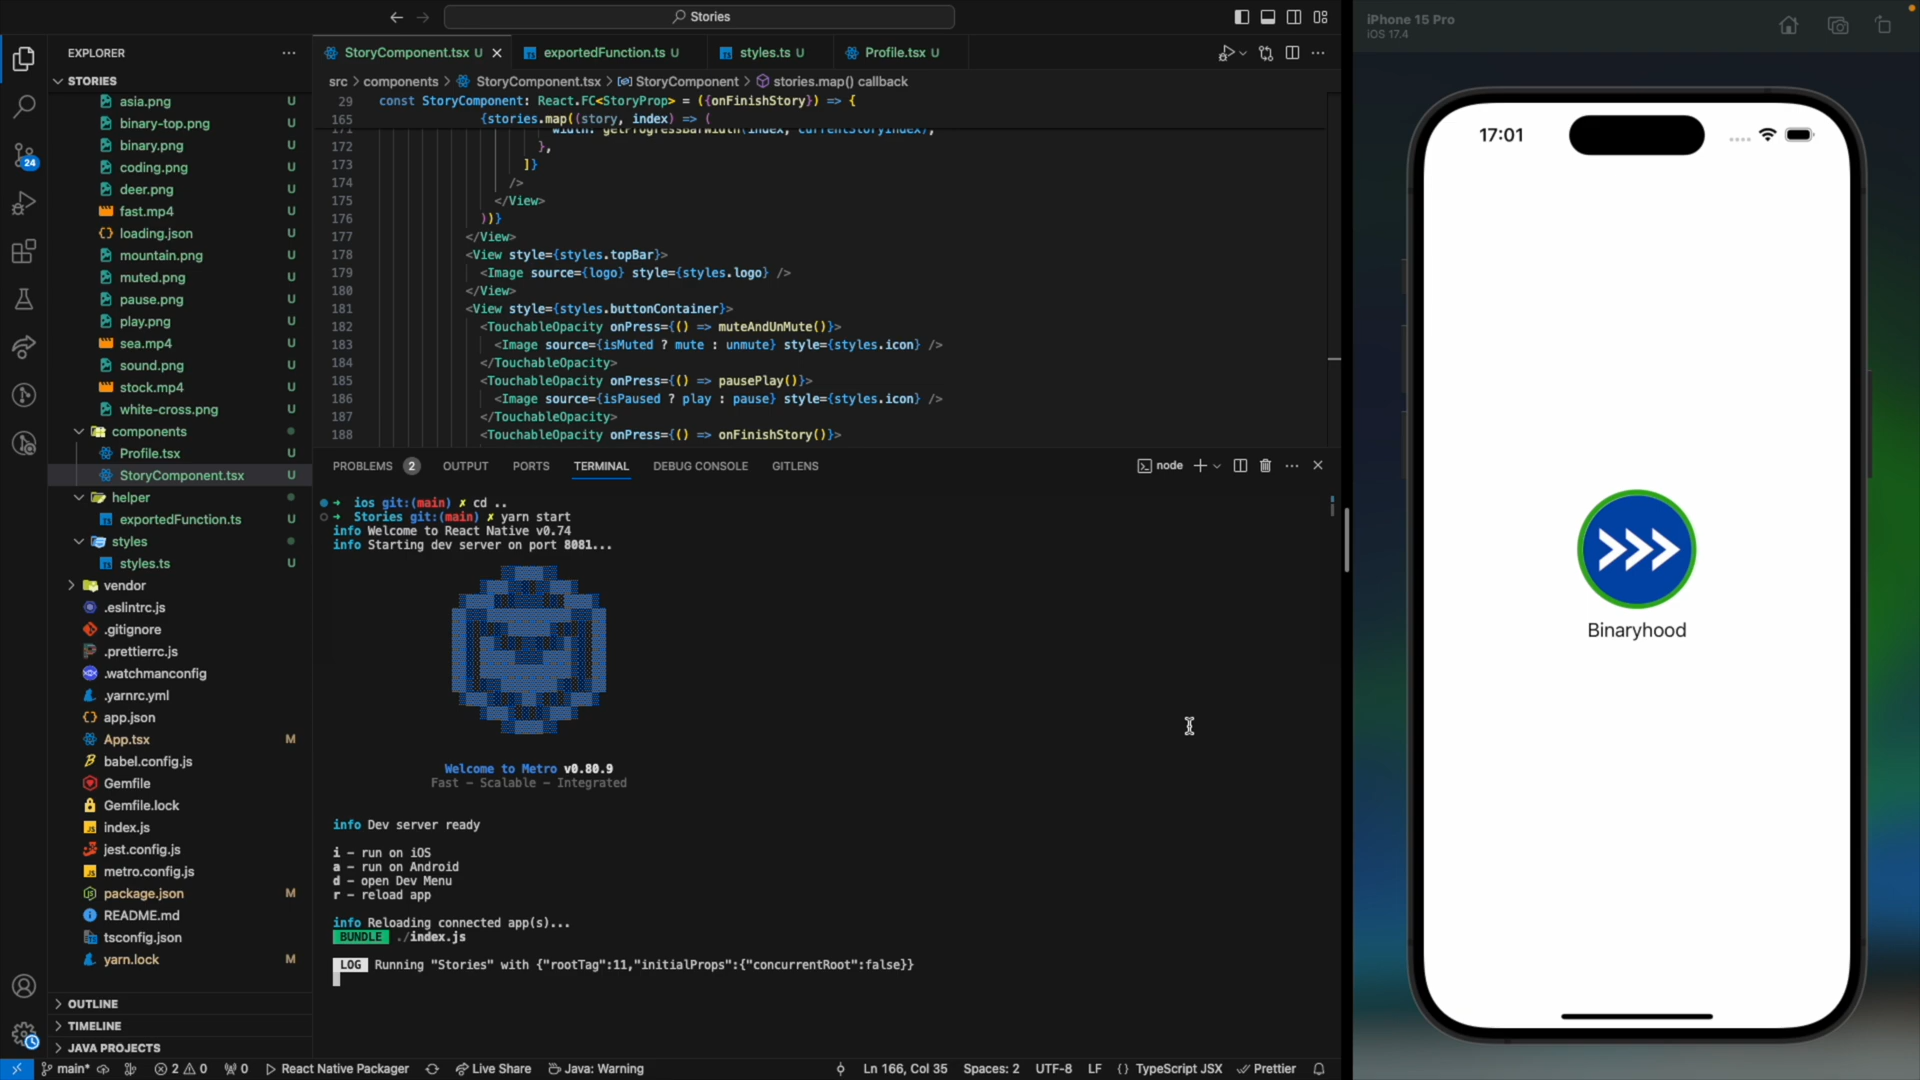 Stories
iPhone 15 Pro
iOS 17.4
EXPLORER
StoryComponent.tsx U
exportedFunction.ts U
styles.ts U
Profile.tsx U
STORIES
src > components > StoryComponent.tsx > StoryComponent > stories.map() callback
asia.png U
binary-top.png U
binary.png U
coding.png U
deer.png U
fast.mp4 U
loading.json U
mountain.png U
muted.png U
pause.png U
play.png U
sea.mp4 U
sound.png U
stock.mp4 U
white-cross.png U
components
Profile.tsx U
StoryComponent.tsx U
helper
exportedFunction.ts U
styles
styles.ts U
vendor
.eslintrc.js
.gitignore
.prettierrc.js
.watchmanconfig
.yarnrc.yml
app.json
App.tsx M
babel.config.js
Gemfile
Gemfile.lock
index.js
jest.config.js
metro.config.js
package.json M
README.md
tsconfig.json
yarn.lock M
OUTLINE
TIMELINE
JAVA PROJECTS
24
29 const StoryComponent: React.FC<StoryProp> = ({onFinishStory}) => {
165 {stories.map((story, index) => (
171 width: getProgressBarWidth(index, currentStoryIndex),
172 },
173 ]}
174 />
175 </View>
176 ))}
177 </View>
178 <View style={styles.topBar}>
179 <Image source={logo} style={styles.logo} />
180 </View>
181 <View style={styles.buttonContainer}>
182 <TouchableOpacity onPress={() => muteAndUnMute()}>
183 <Image source={isMuted ? mute : unmute} style={styles.icon} />
184 </TouchableOpacity>
185 <TouchableOpacity onPress={() => pausePlay()}>
186 <Image source={isPaused ? play : pause} style={styles.icon} />
187 </TouchableOpacity>
188 <TouchableOpacity onPress={() => onFinishStory()}>
PROBLEMS 2 OUTPUT PORTS TERMINAL DEBUG CONSOLE GITLENS
node
➜ ios git:(main) ✗ cd ..
➜ Stories git:(main) ✗ yarn start
info Welcome to React Native v0.74
info Starting dev server on port 8081...
Welcome to Metro v0.80.9
Fast - Scalable - Integrated
info Dev server ready
i - run on iOS
a - run on Android
d - open Dev Menu
r - reload app
info Reloading connected app(s)...
BUNDLE ./index.js
LOG Running "Stories" with {"rootTag":11,"initialProps":{"concurrentRoot":false}}
17:01
Binaryhood
main* 2 0 0 React Native Packager Live Share Java: Warning Ln 166, Col 35 Spaces: 2 UTF-8 LF {} TypeScript JSX Prettier